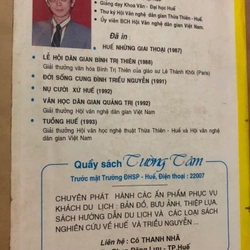 Giảng dạy Khoa Văn - Đại học Huế
Thư ký Hội Văn nghệ dân gian Thừa Thiên - Huế.
Ủy viên BCH Hội Văn nghệ dân gian Việt Nam
Đã in :
HUẾ NHỮNG GIAI THOẠI (1987)
LỄ HỘI DÂN GIAN BÌNH TRỊ THIÊN (1988)
Giải thưởng văn hóa Bình Trị Thiên của giáo sư Lê Thành Khôi (Paris)
ĐỜI SỐNG CUNG ĐÌNH TRIỀU NGUYỄN (1991)
NỤ CƯỜI XỨ HUẾ (1992)
VĂN HỌC DÂN GIAN QUẢNG TRỊ (1992)
Giải thưởng Hội Văn nghệ dân gian Việt Nam.
TUỒNG HUẾ (1993)
Giải thưởng Hội văn học nghệ thuật Thừa Thiên - Huế và Hội Văn nghệ dân gian Việt Nam.
Quầy sách Tường Tâm
Trước mặt Trường ĐHSP - Huế, Điện thoại : 22007
CHUYÊN PHÁT HÀNH CÁC ẤN PHẨM PHỤC VỤ
KHÁCH DU LỊCH : BẢN ĐỒ, BƯU ẢNH, THIỆP LỤA,
SÁCH HƯỚNG DẪN DU LỊCH VÀ CÁC LOẠI SÁCH
NGHIÊN CỨU VỀ HUẾ VÀ TRIỀU NGUYỄN ...
Liên hệ : CÔ THANH NHÃ
TP.Huế